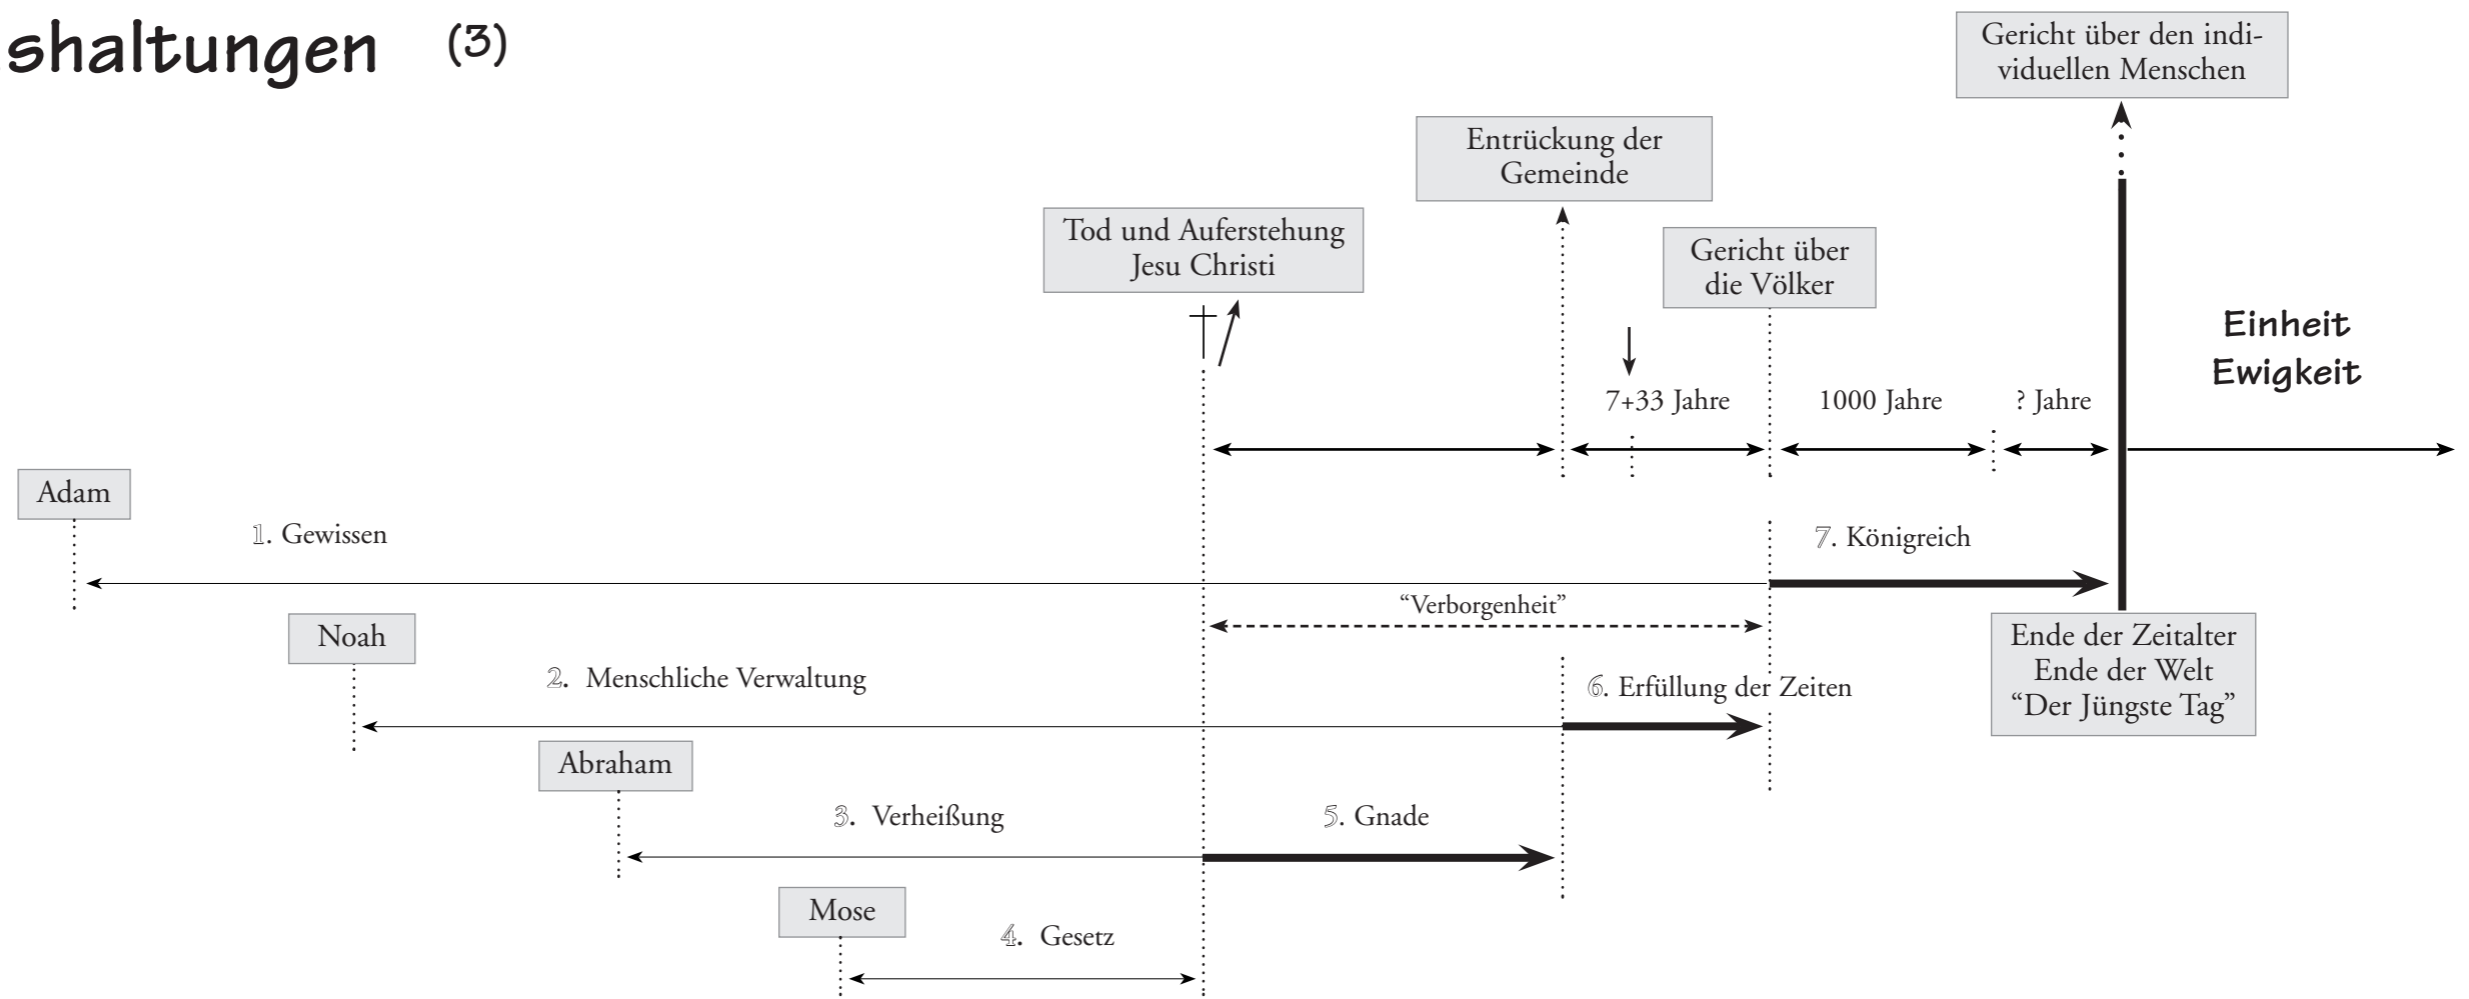 shaltungen (3)
Gericht über den indi-
viduellen Menschen
Entrückung der
Gemeinde
Tod und Auferstehung
Jesu Christi
Gericht über
die Völker
Einheit
Ewigkeit
7+33 Jahre
1000 Jahre
? Jahre
Adam
1. Gewissen
7. Königreich
“Verborgenheit”
Noah
Ende der Zeitalter
Ende der Welt
“Der Jüngste Tag”
2. Menschliche Verwaltung
6. Erfüllung der Zeiten
Abraham
3. Verheißung
5. Gnade
Mose
4. Gesetz